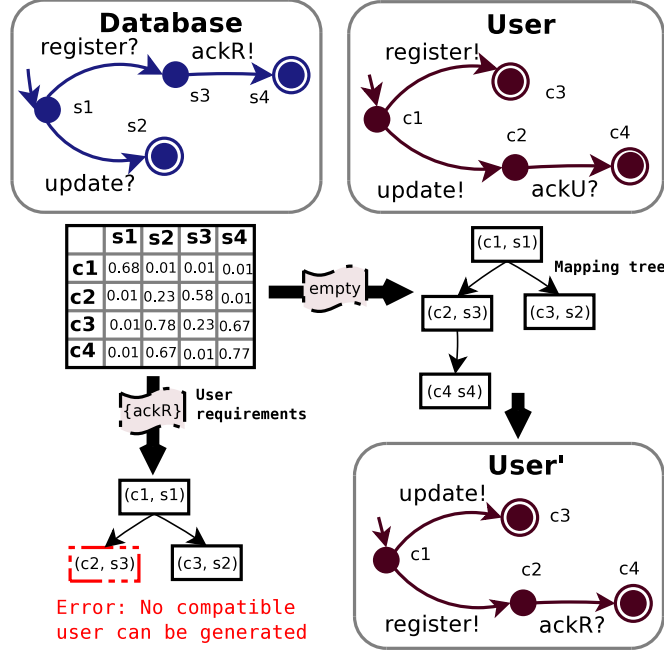 Database
register?
ackR!
s1
s3
s4
s2
update?
User
register!
c3
c1
c2
c4
update!
ackU?
s1 s2 s3 s4
c1 0.68 0.01 0.01 0.01
c2 0.01 0.23 0.58 0.01
c3 0.01 0.78 0.23 0.67
c4 0.01 0.67 0.01 0.77
empty
(c1, s1)
Mapping tree
(c2, s3)
(c3, s2)
(c4 s4)
{ackR}
User
requirements
(c1, s1)
(c2, s3)
(c3, s2)
Error: No compatible
user can be generated
User'
update!
c3
c1
c2
c4
register!
ackR?